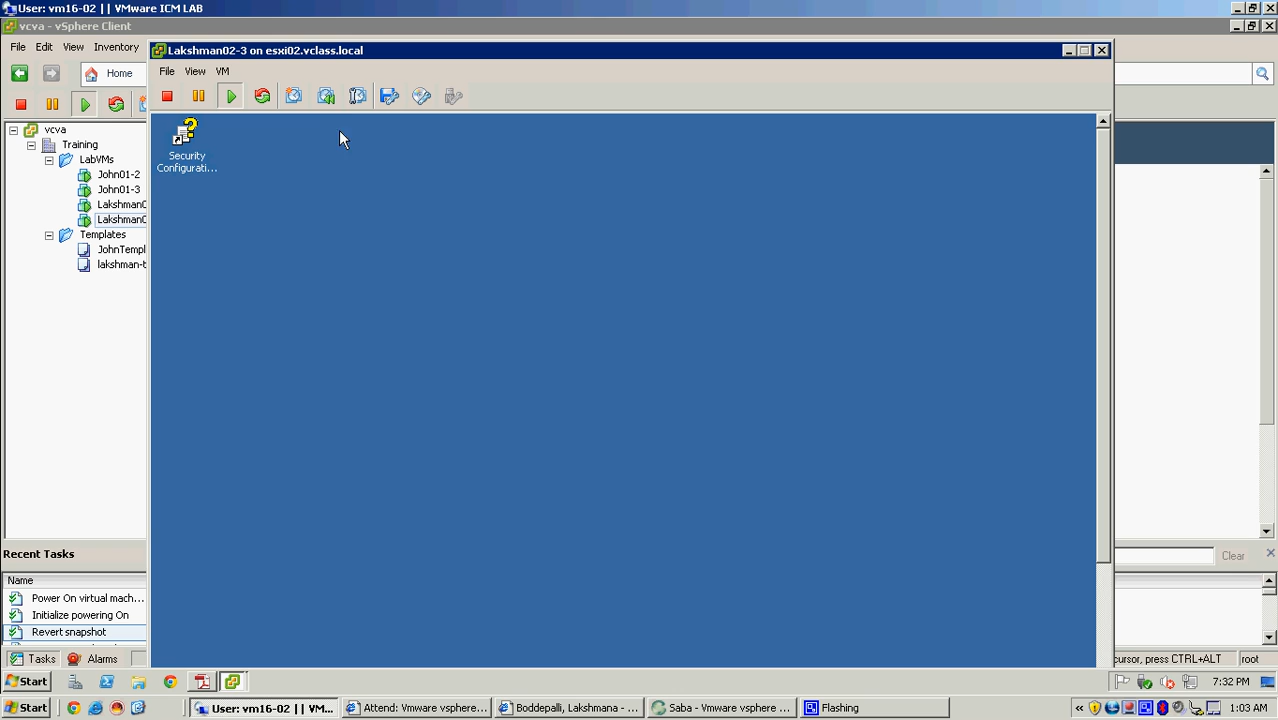 User: vm16-02 || VMware ICM LAB
vcva - vSphere Client
File Edit View Inventory
Lakshman02-3 on esxi02.vclass.local
File View VM
Home
vcva
Training
LabVMs
John01-2
John01-3
Lakshman0
Lakshman0
Templates
JohnTempl
lakshman-t
Security
Configurati...
Recent Tasks
Name
Clear
Power On virtual mach...
Initialize powering On
Revert snapshot
Tasks Alarms
cursor, press CTRL+ALT
root
Start
7:32 PM
Start
User: vm16-02 || VM...
Attend: Vmware vsphere...
Boddepalli, Lakshmana - ...
Saba - Vmware vsphere ...
Flashing
1:03 AM